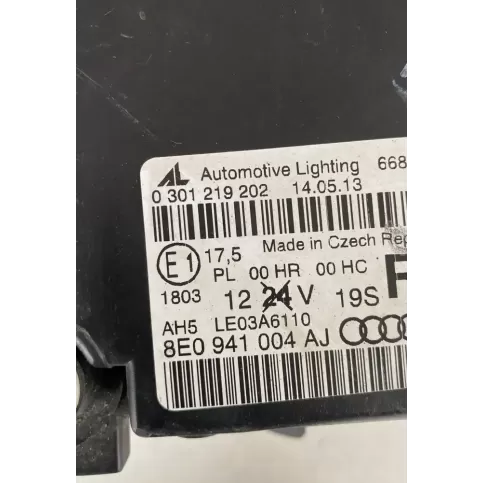 AL Automotive Lighting 668
0 301 219 202 14.05.13
E1 17,5 Made in Czech Rep
PL 00 HR 00 HC
1803 12 24 V 19S
AH5 LE03A6110
8E0 941 004 AJ